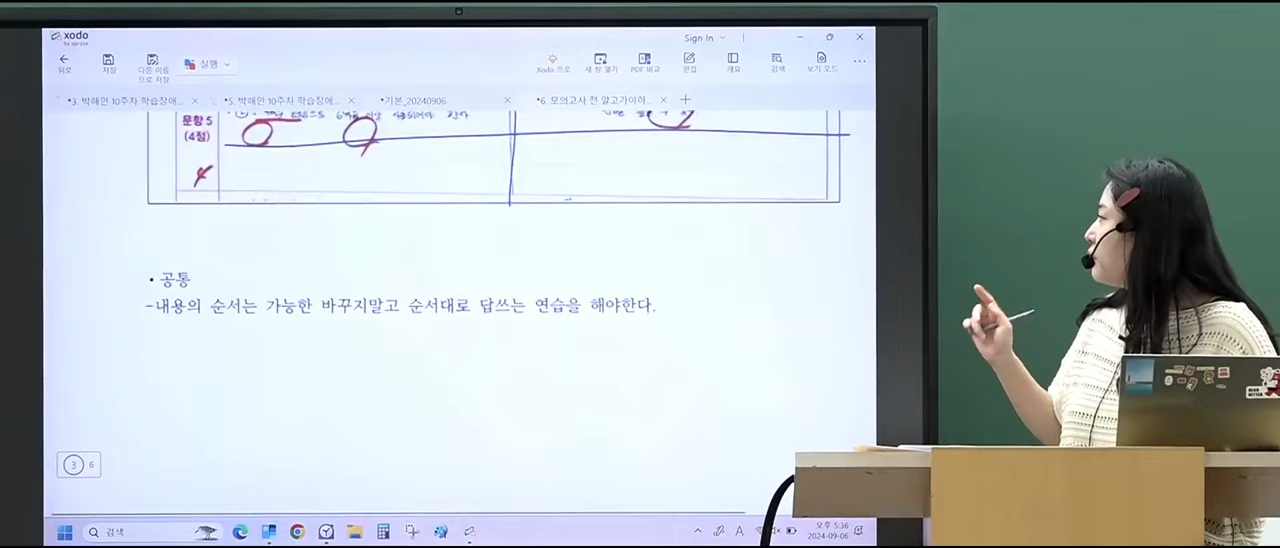 xodo
by apryse
Sign In
뒤로
저장
다른 이름
으로 저장
실행
Xodo 프로
새 창 열기
PDF 비교
편집
개요
검색
보기 모드
*3. 박해인 10주차 학습장애...
*5. 박해인 10주차 학습장애...
*기본_20240906
*6. 모의고사 전 알고가야하...
문항 5
(4점)
• 공통
-내용의 순서는 가능한 바꾸지말고 순서대로 답쓰는 연습을 해야한다.
3 6
검색
A
오후 5:36
2024-09-06